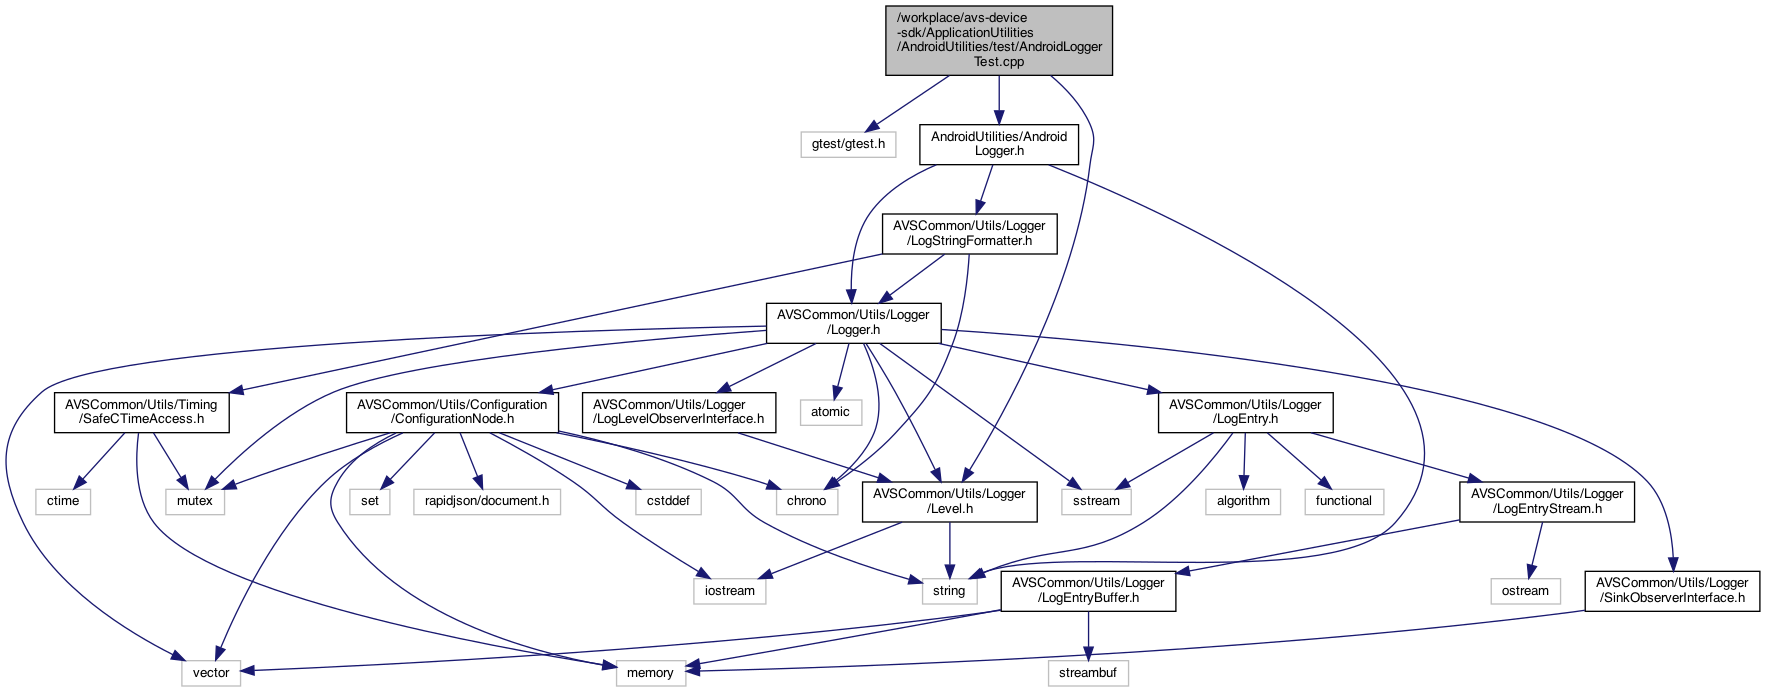 /workplace/avs-device
-sdk/ApplicationUtilities
/AndroidUtilities/test/AndroidLogger
Test.cpp
gtest/gtest.h
AndroidUtilities/Android
Logger.h
AVSCommon/Utils/Logger
/LogStringFormatter.h
AVSCommon/Utils/Logger
/Logger.h
AVSCommon/Utils/Timing
/SafeCTimeAccess.h
AVSCommon/Utils/Configuration
/ConfigurationNode.h
AVSCommon/Utils/Logger
/LogLevelObserverInterface.h
atomic
AVSCommon/Utils/Logger
/LogEntry.h
ctime
mutex
set
rapidjson/document.h
cstddef
chrono
AVSCommon/Utils/Logger
/Level.h
sstream
algorithm
functional
AVSCommon/Utils/Logger
/LogEntryStream.h
iostream
string
AVSCommon/Utils/Logger
/LogEntryBuffer.h
ostream
AVSCommon/Utils/Logger
/SinkObserverInterface.h
vector
memory
streambuf